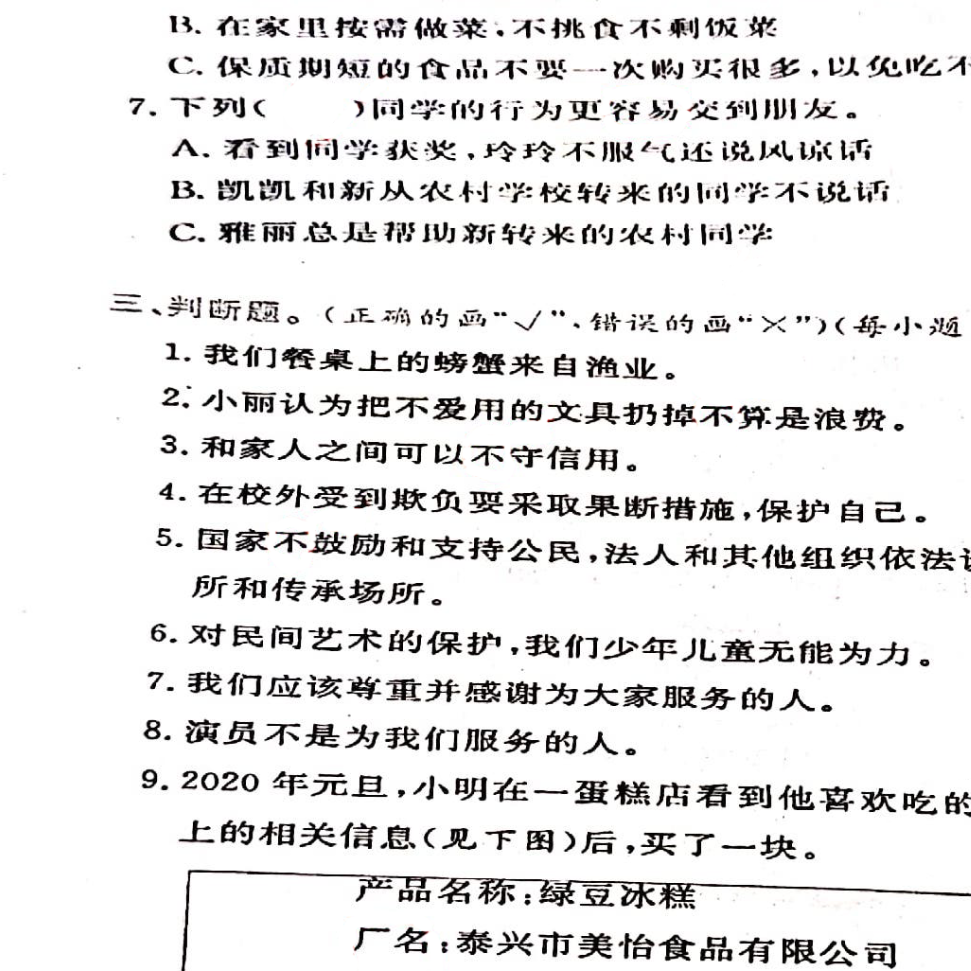 B. 在家里按需做菜,不挑食不剩饭菜
C. 保质期短的食品不要一次购买很多,以免吃不
7. 下列(　　)同学的行为更容易交到朋友。
A. 看到同学获奖,玲玲不服气还说风凉话
B. 凯凯和新从农村学校转来的同学不说话
C. 雅丽总是帮助新转来的农村同学
三、判断题。(正确的画“√”,错误的画“×”)(每小题
1. 我们餐桌上的螃蟹来自渔业。
2. 小丽认为把不爱用的文具扔掉不算是浪费。
3. 和家人之间可以不守信用。
4. 在校外受到欺负要采取果断措施,保护自己。
5. 国家不鼓励和支持公民,法人和其他组织依法设
所和传承场所。
6. 对民间艺术的保护,我们少年儿童无能为力。
7. 我们应该尊重并感谢为大家服务的人。
8. 演员不是为我们服务的人。
9. 2020 年元旦,小明在一蛋糕店看到他喜欢吃的
上的相关信息(见下图)后,买了一块。
产品名称:绿豆冰糕
厂名:泰兴市美怡食品有限公司